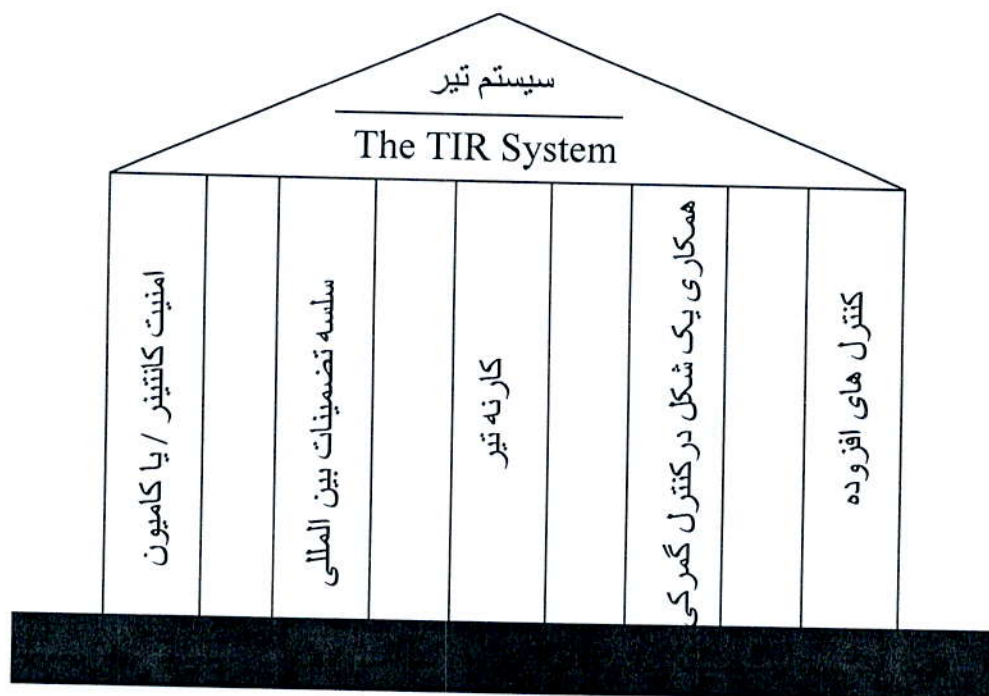 سیستم تیر
The TIR System
امنیت کانتینر / یا کامیون
سلسه تضمینات بین المللی
کارنه تیر
همکاری یک شکل در کنترل گمرکی
کنترل های افزوده